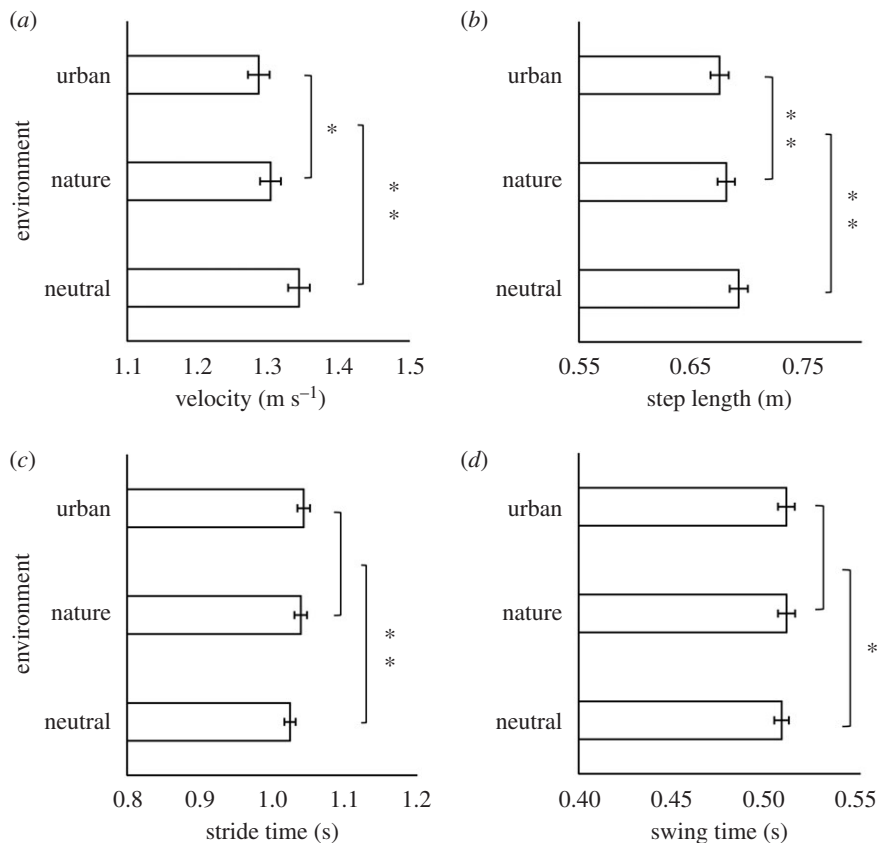 (a)
urban
nature
neutral
environment
*
*
*
1.1 1.2 1.3 1.4 1.5
velocity (m s⁻¹)
(b)
urban
nature
neutral
*
*
*
*
0.55 0.65 0.75
step length (m)
(c)
urban
nature
neutral
environment
*
*
0.8 0.9 1.0 1.1 1.2
stride time (s)
(d)
urban
nature
neutral
*
0.40 0.45 0.50 0.55
swing time (s)